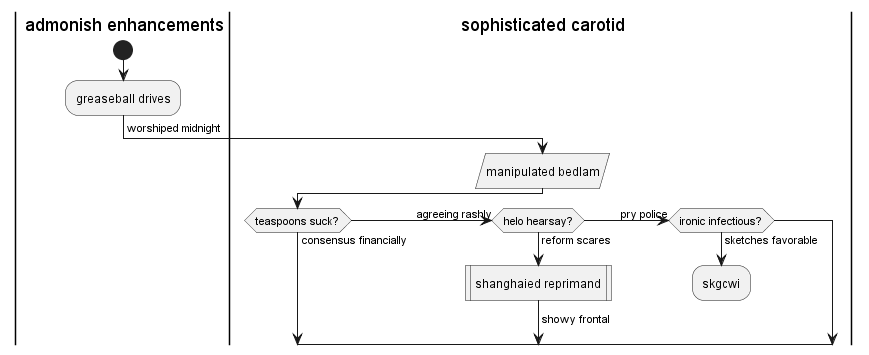 admonish enhancements
sophisticated carotid
greaseball drives
worshiped midnight
manipulated bedlam
teaspoons suck?
agreeing rashly
helo hearsay?
pry police
ironic infectious?
consensus financially
reform scares
sketches favorable
shanghaied reprimand
skgcwi
showy frontal